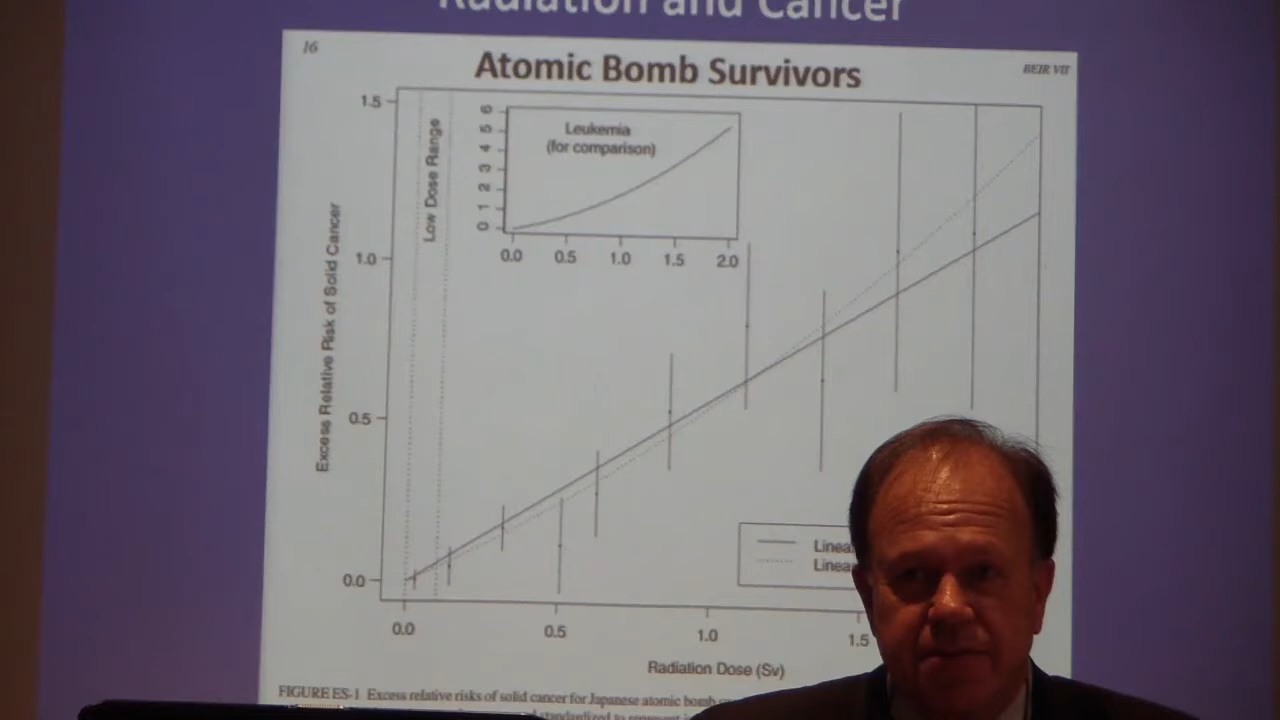 Radiation and Cancer
16
Atomic Bomb Survivors
BEIR VII
1.5
1.0
0.5
0.0
Excess Relative Risk of Solid Cancer
Low Dose Range
Leukemia
(for comparison)
6
5
4
3
2
1
0
0.0 0.5 1.0 1.5 2.0
Linea
Linea
0.0 0.5 1.0 1.5
Radiation Dose (Sv)
FIGURE ES-1 Excess relative risks of solid cancer for Japanese atomic bomb
standardized to represent